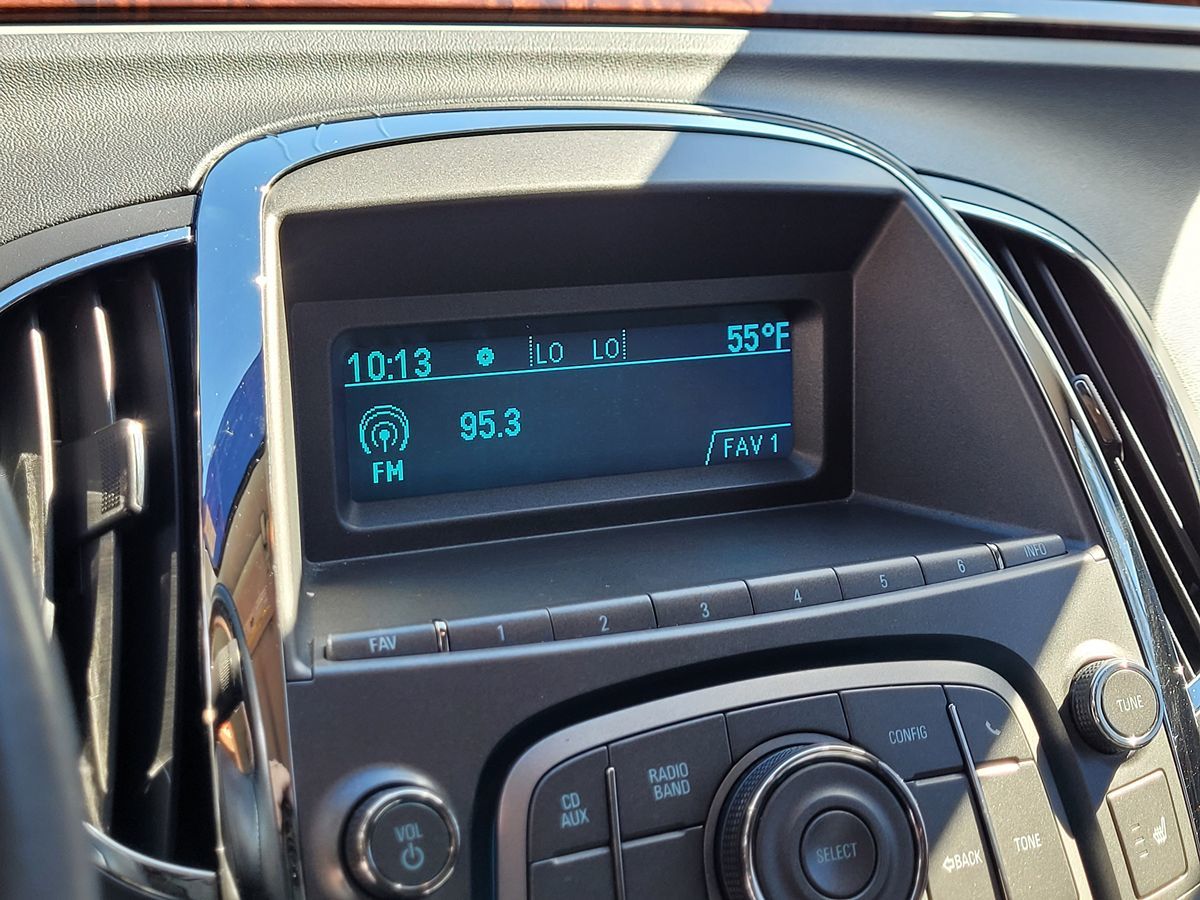 10:13 LO LO 55°F
95.3
FM FAV 1
FAV 1 2 3 4 5 6 INFO
TUNE
CONFIG
RADIO
BAND
CD
AUX
VOL
SELECT
BACK
TONE